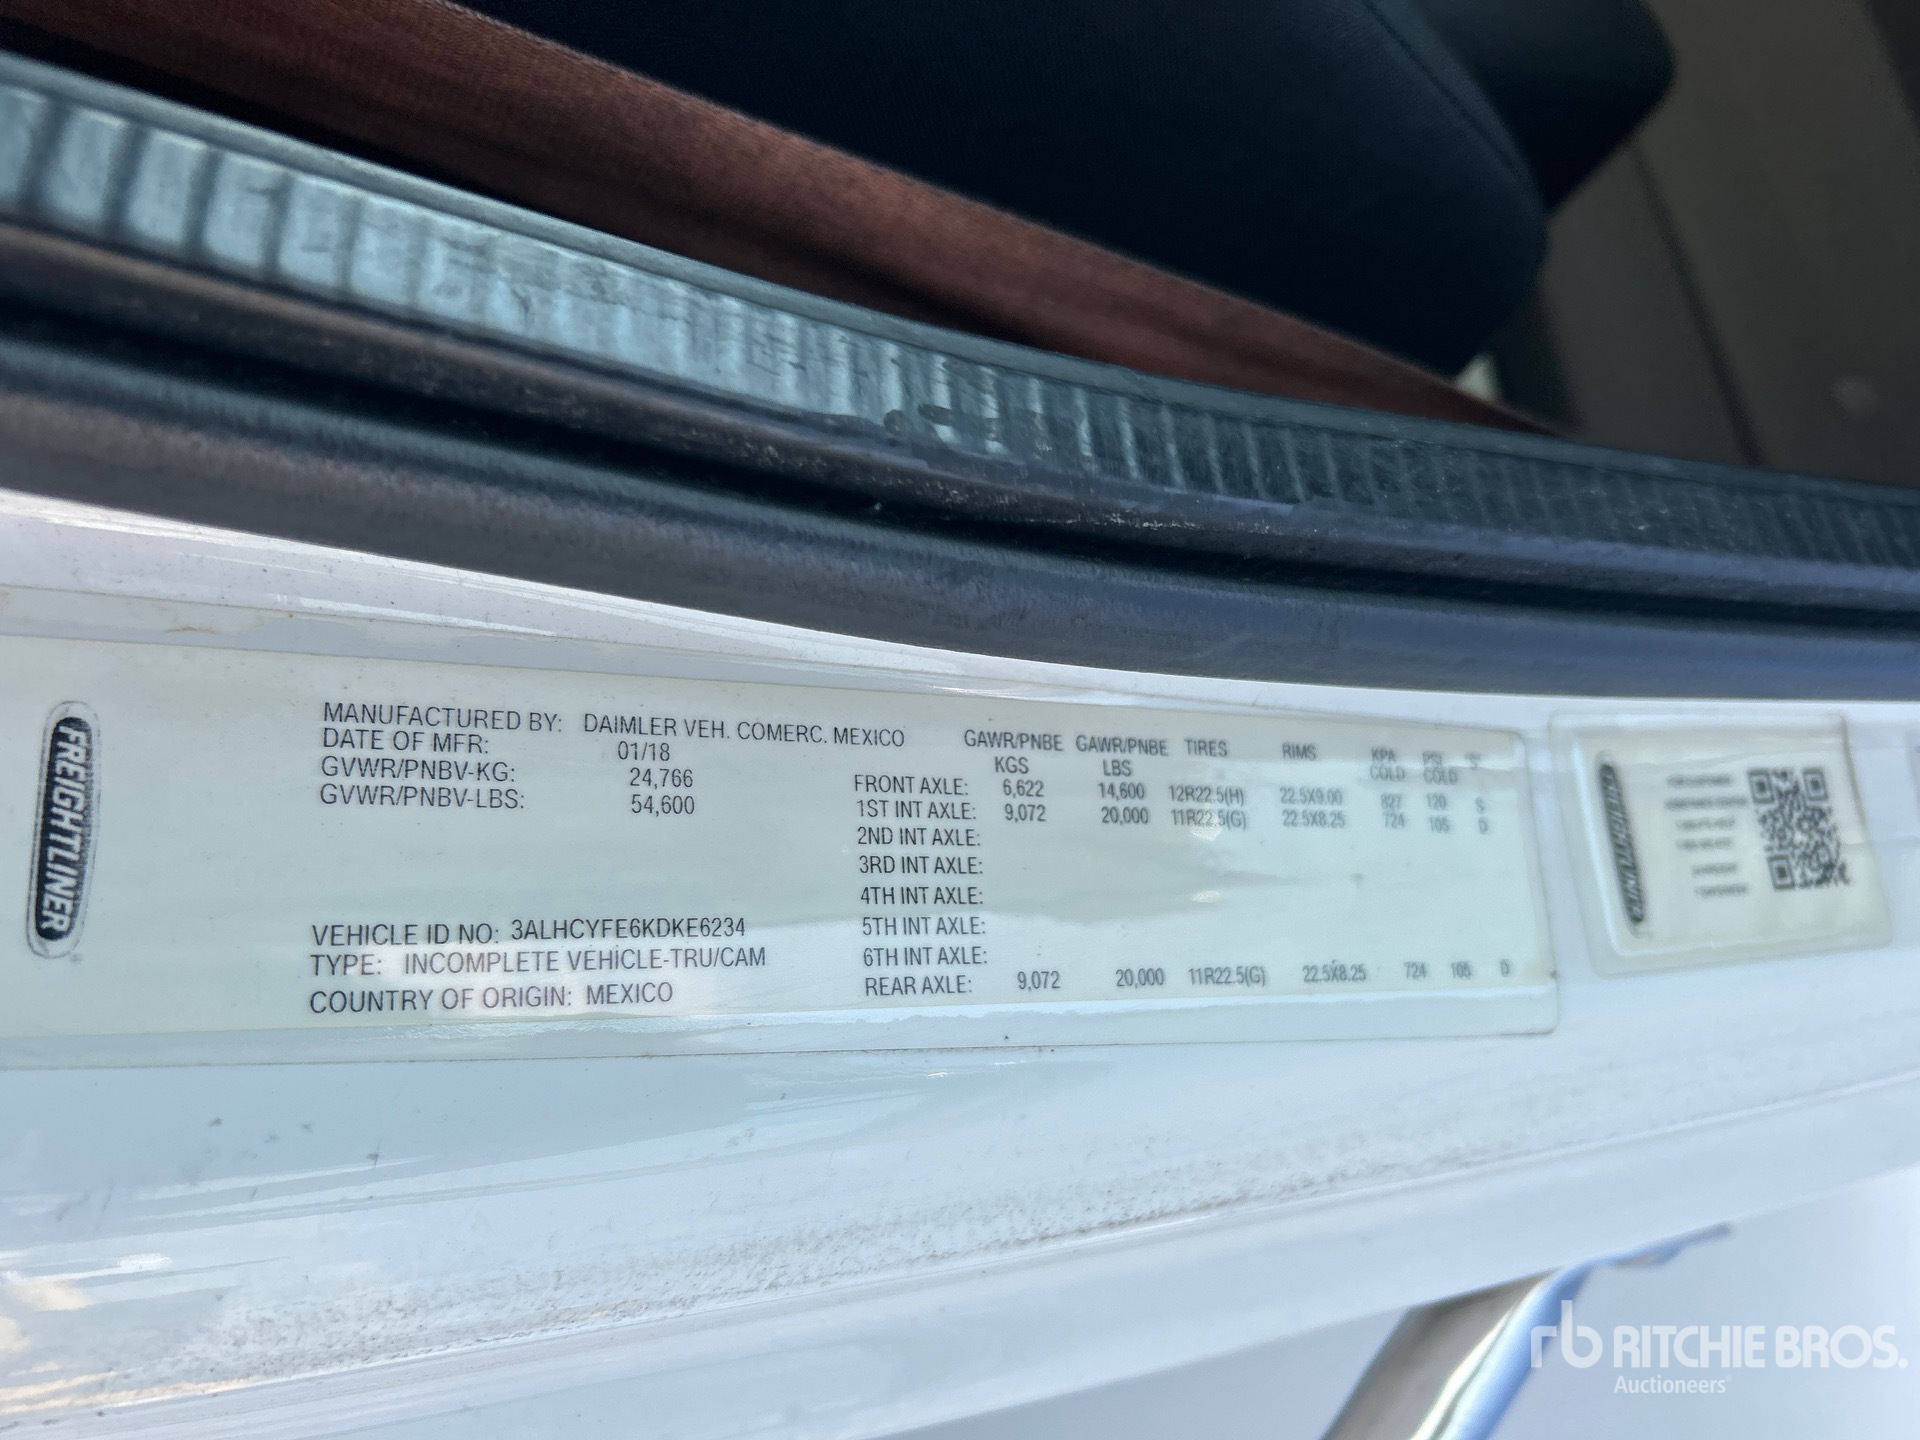 FREIGHTLINER
MANUFACTURED BY: DAIMLER VEH. COMERC. MEXICO
DATE OF MFR: 01/18
GVWR/PNBV-KG: 24,766
GVWR/PNBV-LBS: 54,600
VEHICLE ID NO: 3ALHCYFE6KDKE6234
TYPE: INCOMPLETE VEHICLE-TRU/CAM
COUNTRY OF ORIGIN: MEXICO
GAWR/PNBE KGS GAWR/PNBE LBS TIRES RIMS KPA COLD PSI COLD "S"
FRONT AXLE: 6,622 14,600 12R22.5(H) 22.5X9.00 827 120 S
1ST INT AXLE: 9,072 20,000 11R22.5(G) 22.5X8.25 724 105 D
2ND INT AXLE:
3RD INT AXLE:
4TH INT AXLE:
5TH INT AXLE:
6TH INT AXLE:
REAR AXLE: 9,072 20,000 11R22.5(G) 22.5X8.25 724 105 D
FREIGHTLINER
rb RITCHIE BROS.
Auctioneers